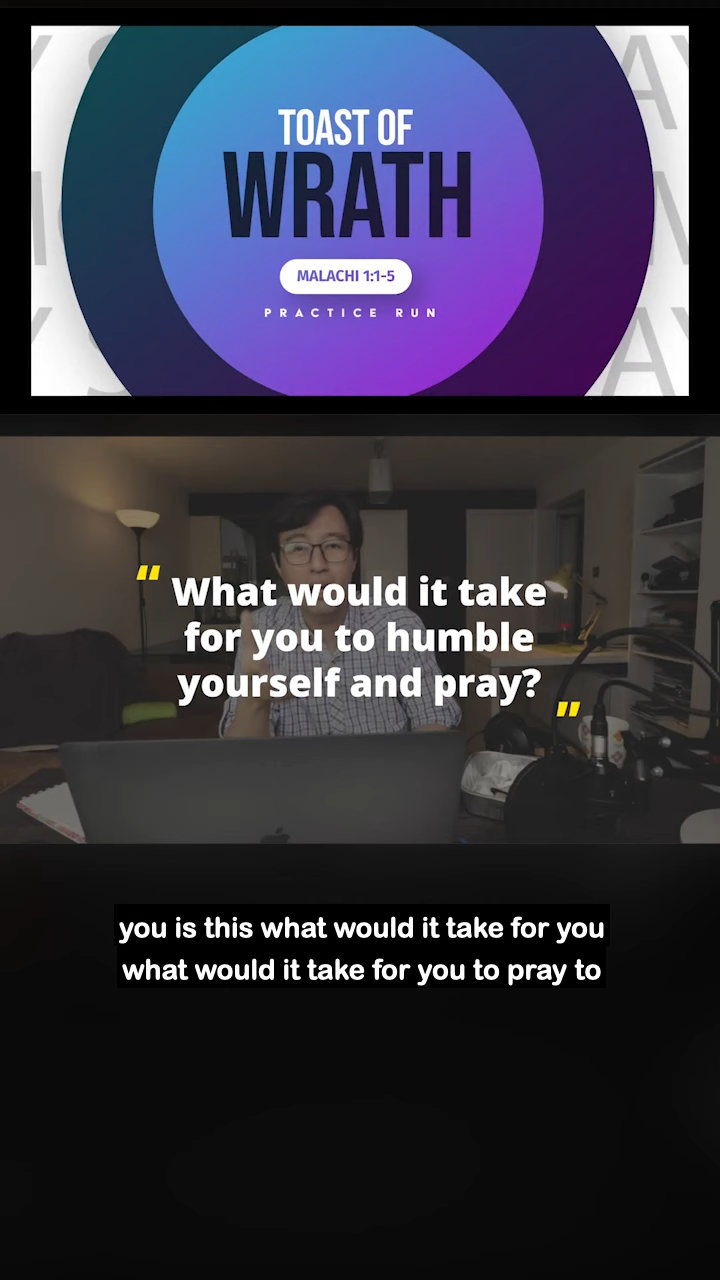 TOAST OF
WRATH
MALACHI 1:1-5
PRACTICE RUN
" What would it take
for you to humble
yourself and pray? "
you is this what would it take for you
what would it take for you to pray to